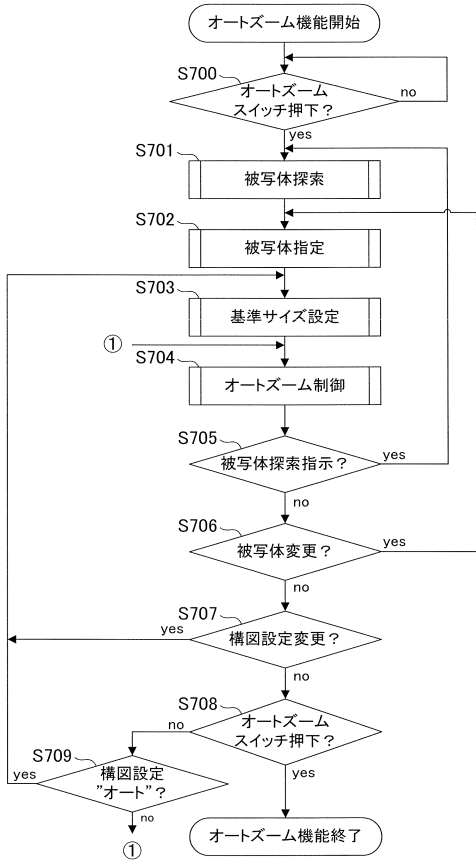 オートズーム機能開始
S700
オートズーム
スイッチ押下？
no
yes
S701
被写体探索
S702
被写体指定
S703
基準サイズ設定
①
S704
オートズーム制御
S705
被写体探索指示？
yes
no
S706
被写体変更？
yes
no
S707
構図設定変更？
yes
no
S708
オートズーム
スイッチ押下？
no
yes
S709
構図設定
”オート”？
yes
no
①
オートズーム機能終了